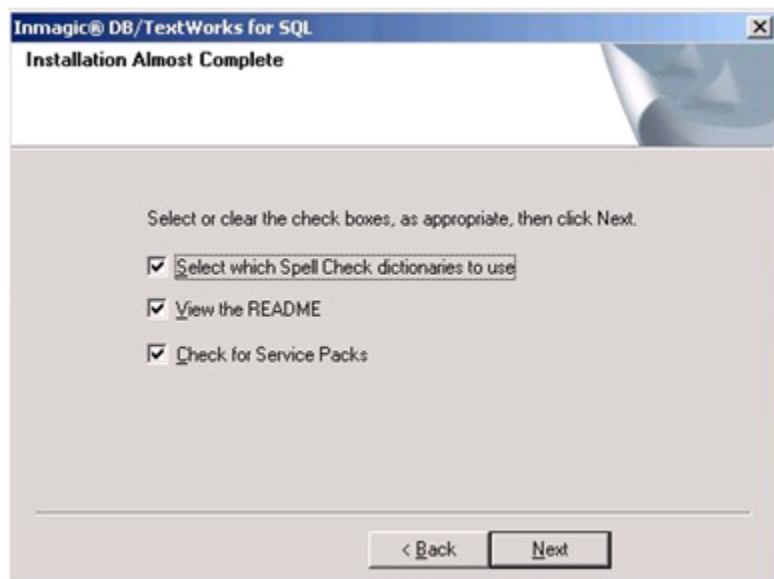 Inmagic® DB/TextWorks for SQL
Installation Almost Complete
Select or clear the check boxes, as appropriate, then click Next.
Select which Spell Check dictionaries to use
View the README
Check for Service Packs
< Back
Next